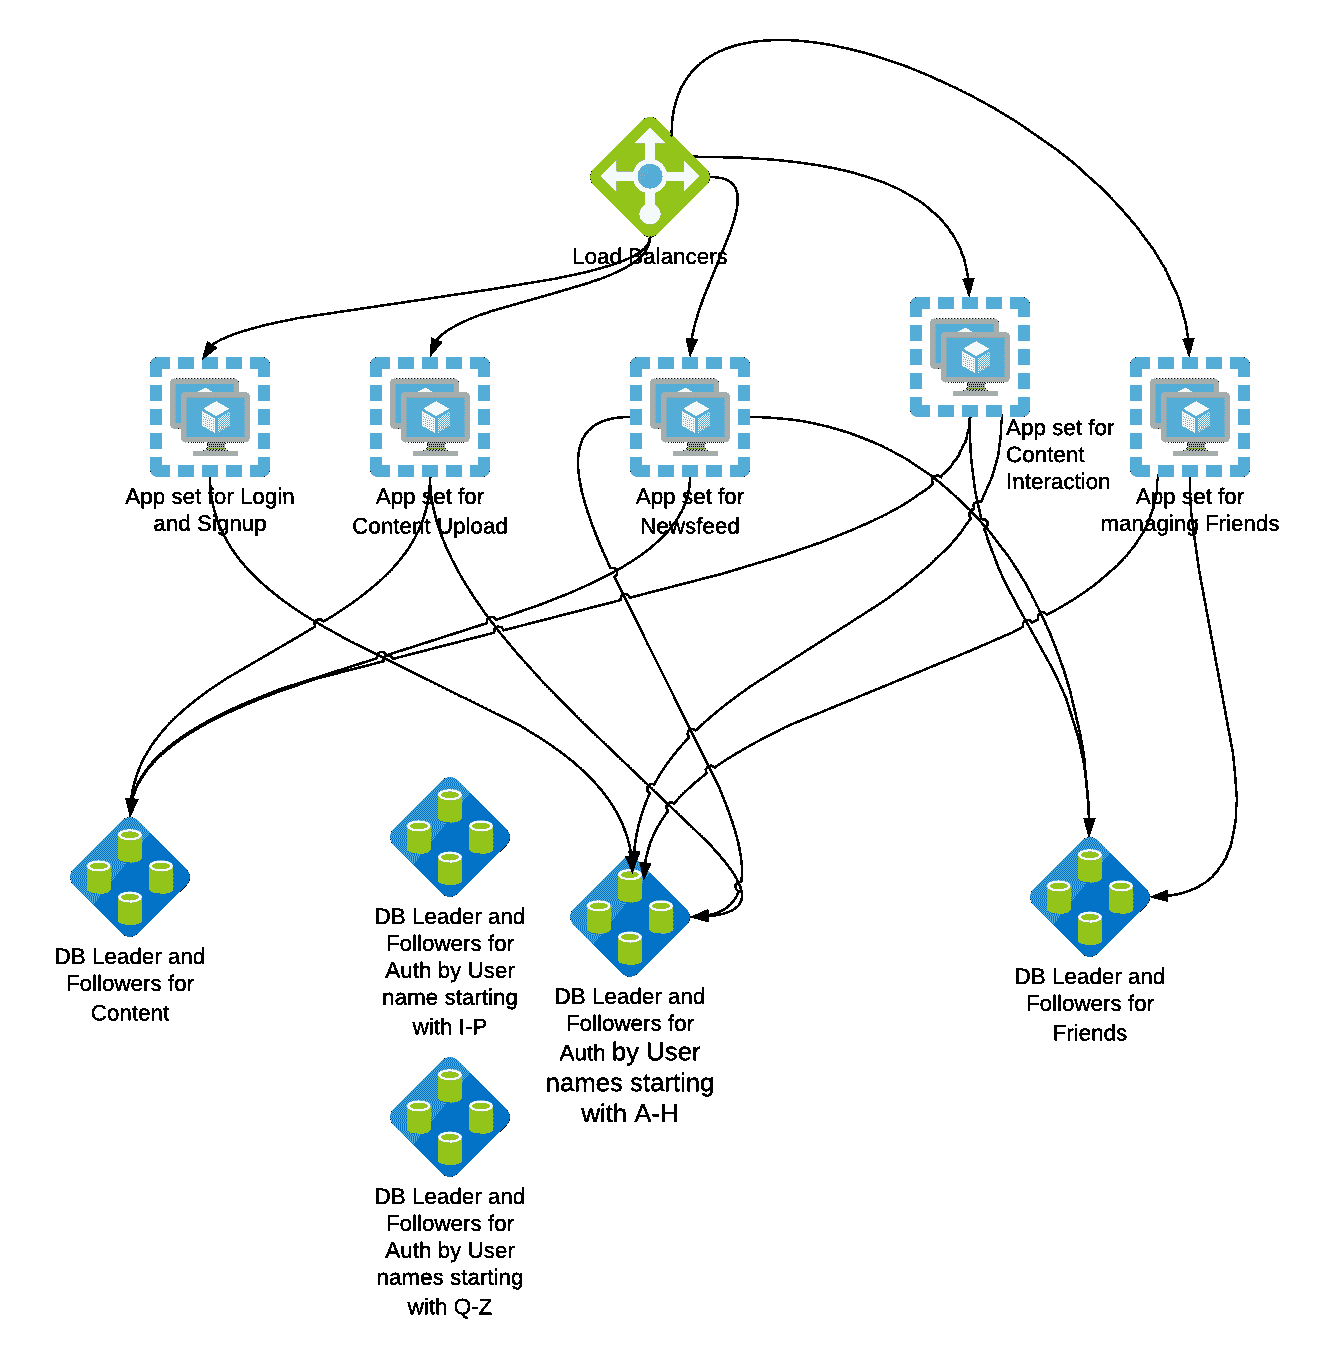 Load Balancers
App set for Login
and Signup
App set for
Content Upload
App set for
Newsfeed
App set for
Content
Interaction
App set for
managing Friends
DB Leader and
Followers for
Content
DB Leader and
Followers for
Auth by User
name starting
with I-P
DB Leader and
Followers for
Auth by User
names starting
with A-H
DB Leader and
Followers for
Friends
DB Leader and
Followers for
Auth by User
names starting
with Q-Z